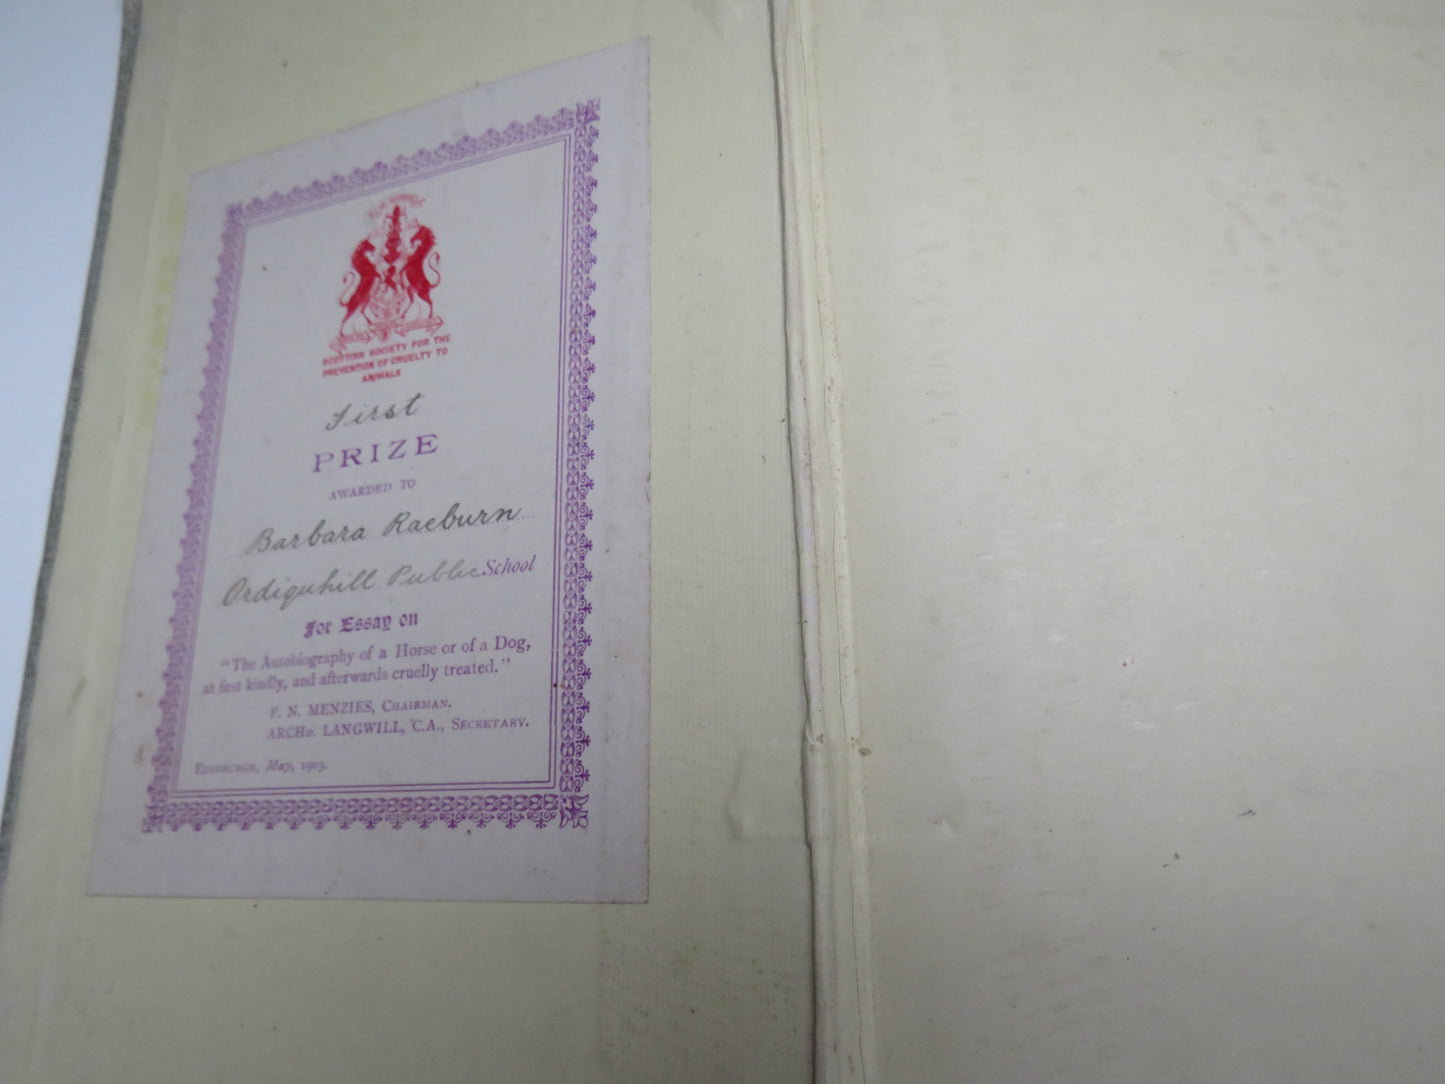 SCOTTISH SOCIETY FOR THE
PREVENTION OF CRUELTY TO
ANIMALS
First
PRIZE
AWARDED TO
Barbara Raeburn
Ordiquhill Public School
For Essay on
"The Autobiography of a Horse or of a Dog,
at first kindly, and afterwards cruelly treated."
F. N. MENZIES, CHAIRMAN.
ARCHD. LANGWILL, C.A., SECRETARY.
EDINBURGH, May, 1903.